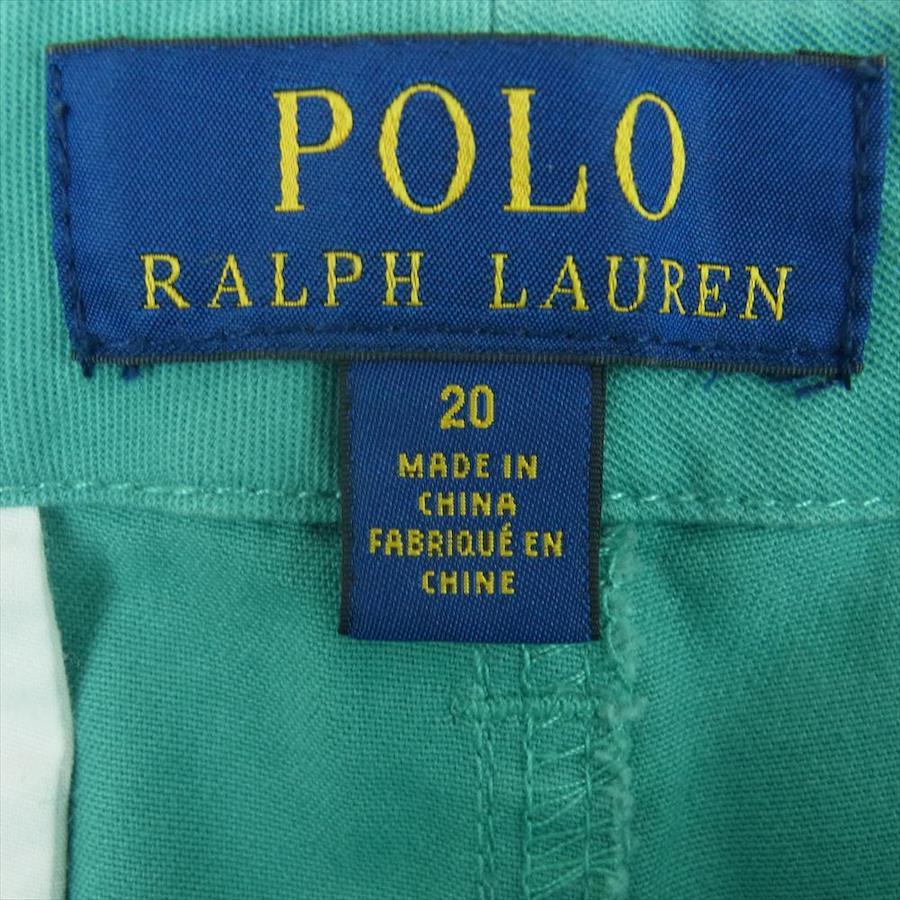 POLO
RALPH LAUREN
20
MADE IN
CHINA
FABRIQUÉ EN
CHINE